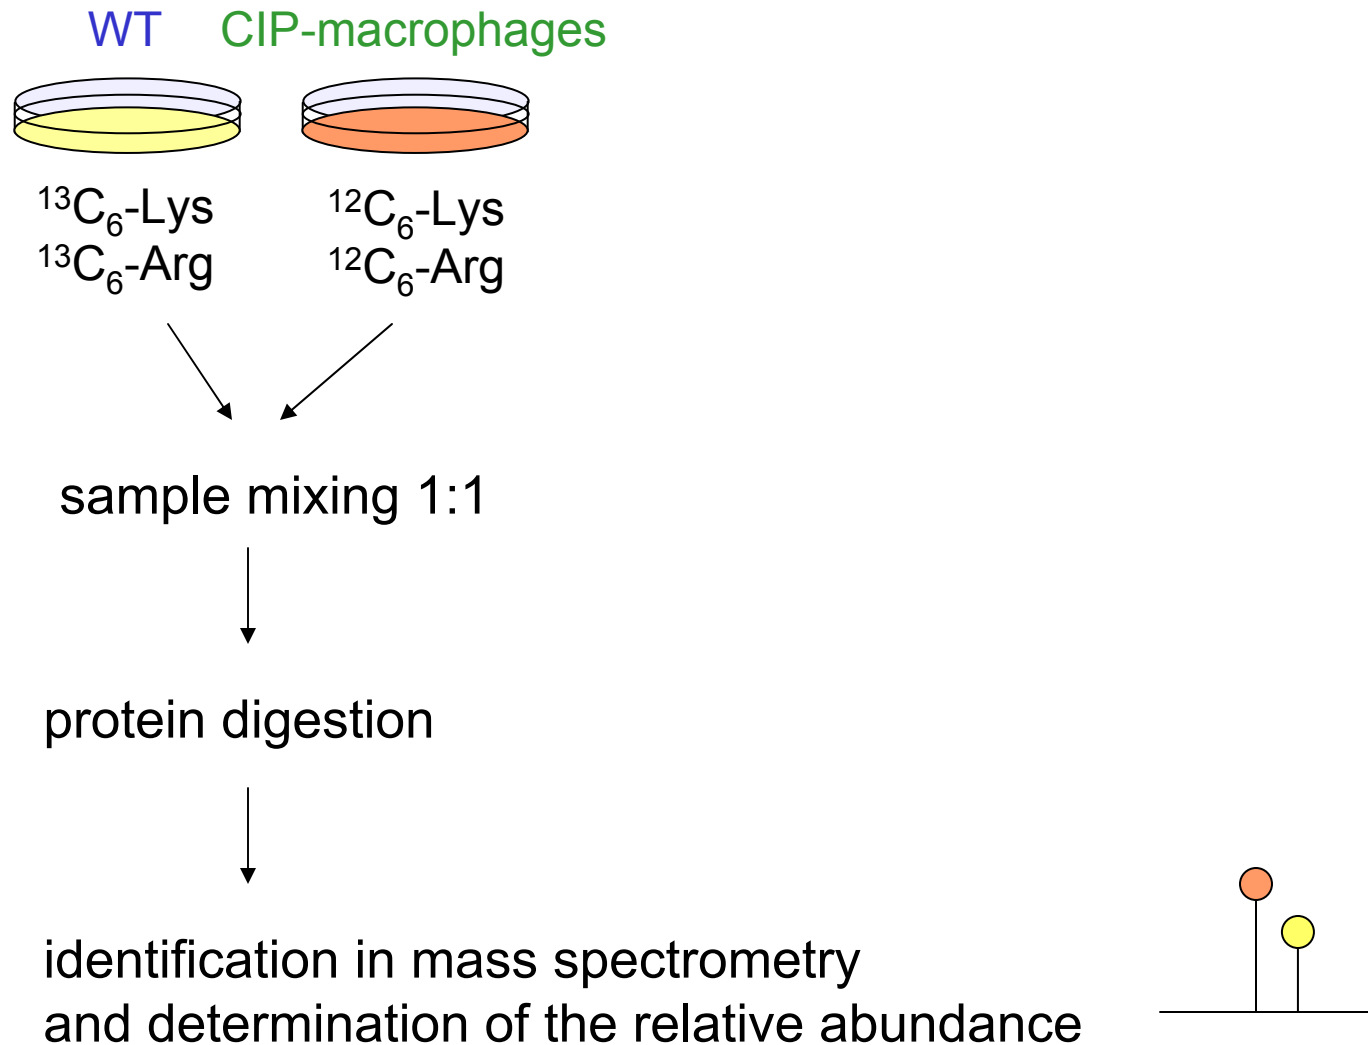 WT CIP-macrophages
¹³C₆-Lys ¹²C₆-Lys
¹³C₆-Arg ¹²C₆-Arg
sample mixing 1:1
protein digestion
identification in mass spectrometry
and determination of the relative abundance